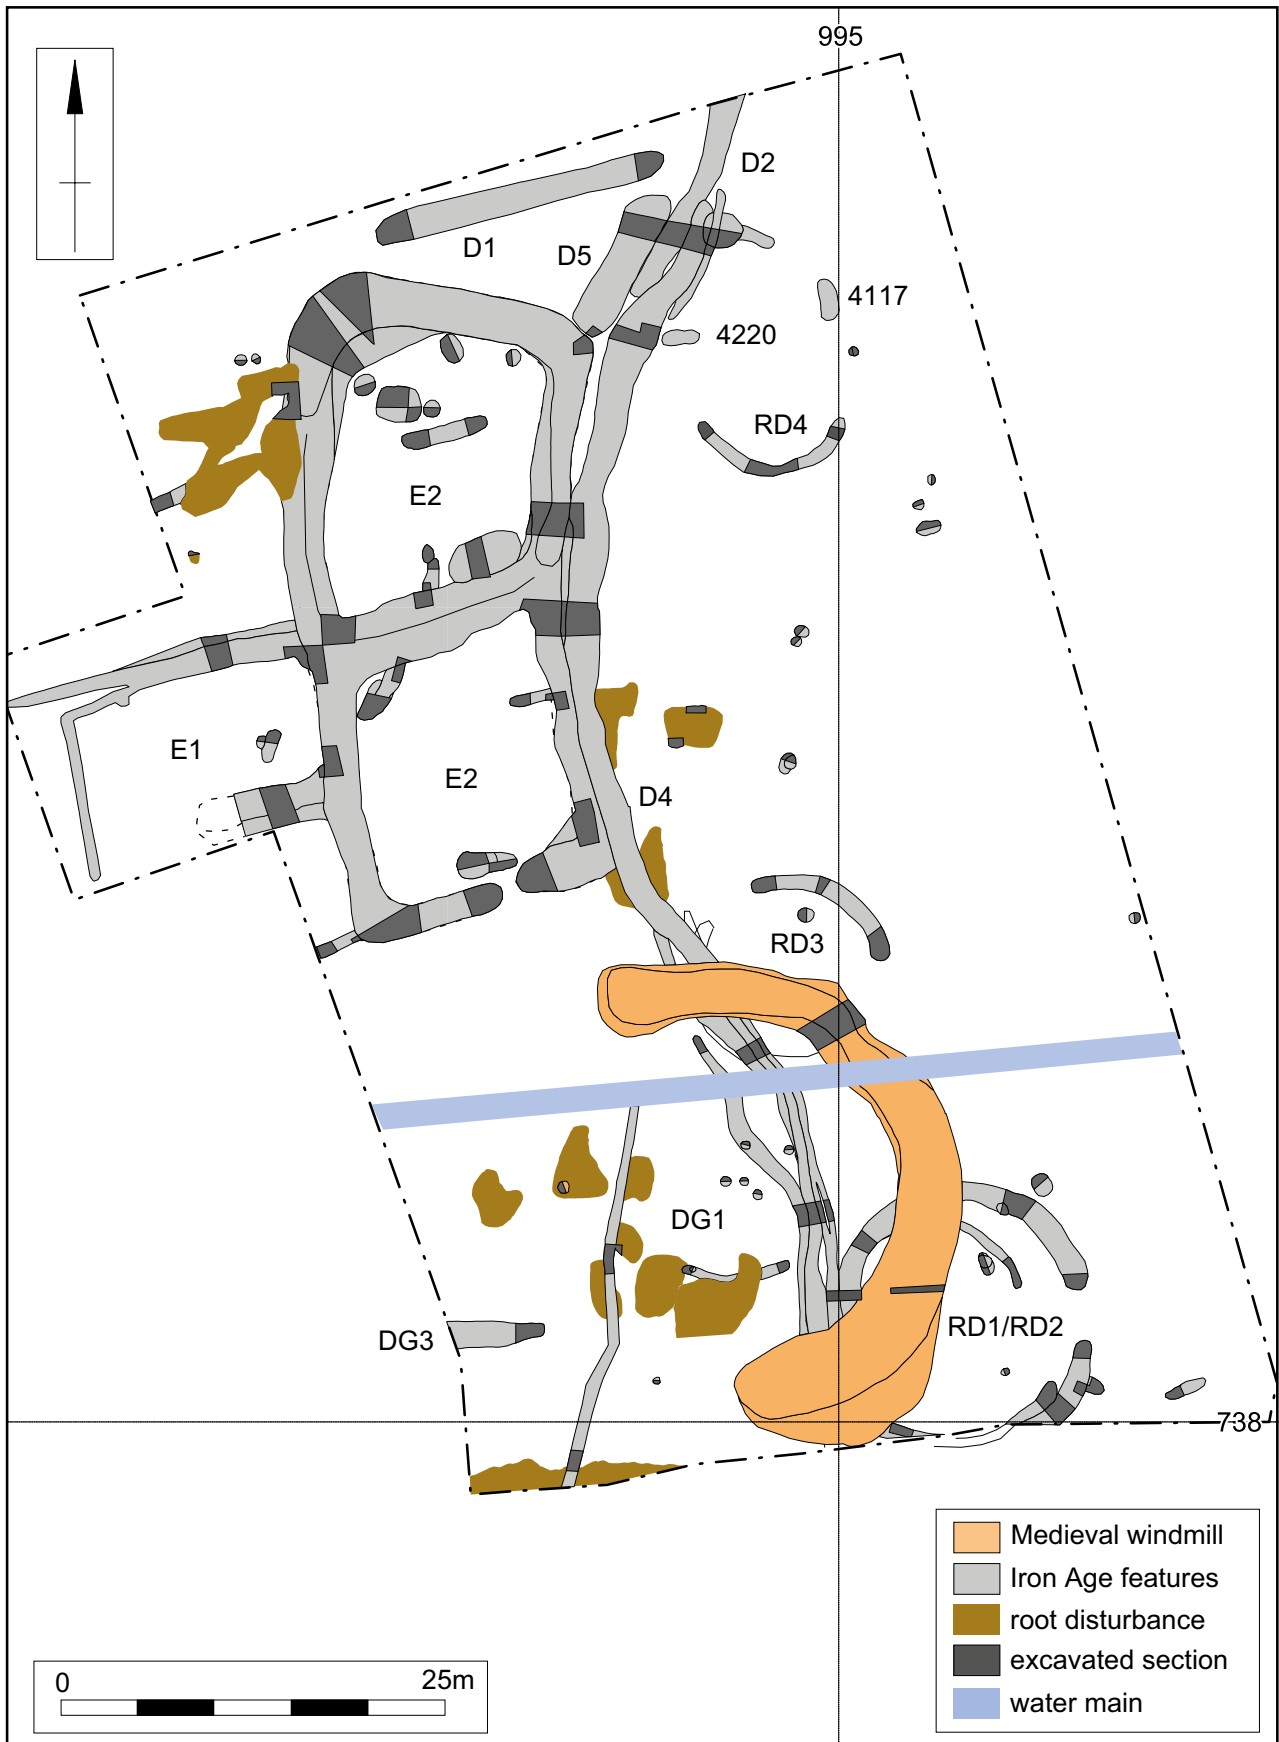 995
D2
D1
D5
4117
4220
RD4
E2
E1
E2
D4
RD3
DG1
DG3
RD1/RD2
738
Medieval windmill
Iron Age features
root disturbance
excavated section
water main
0 25m